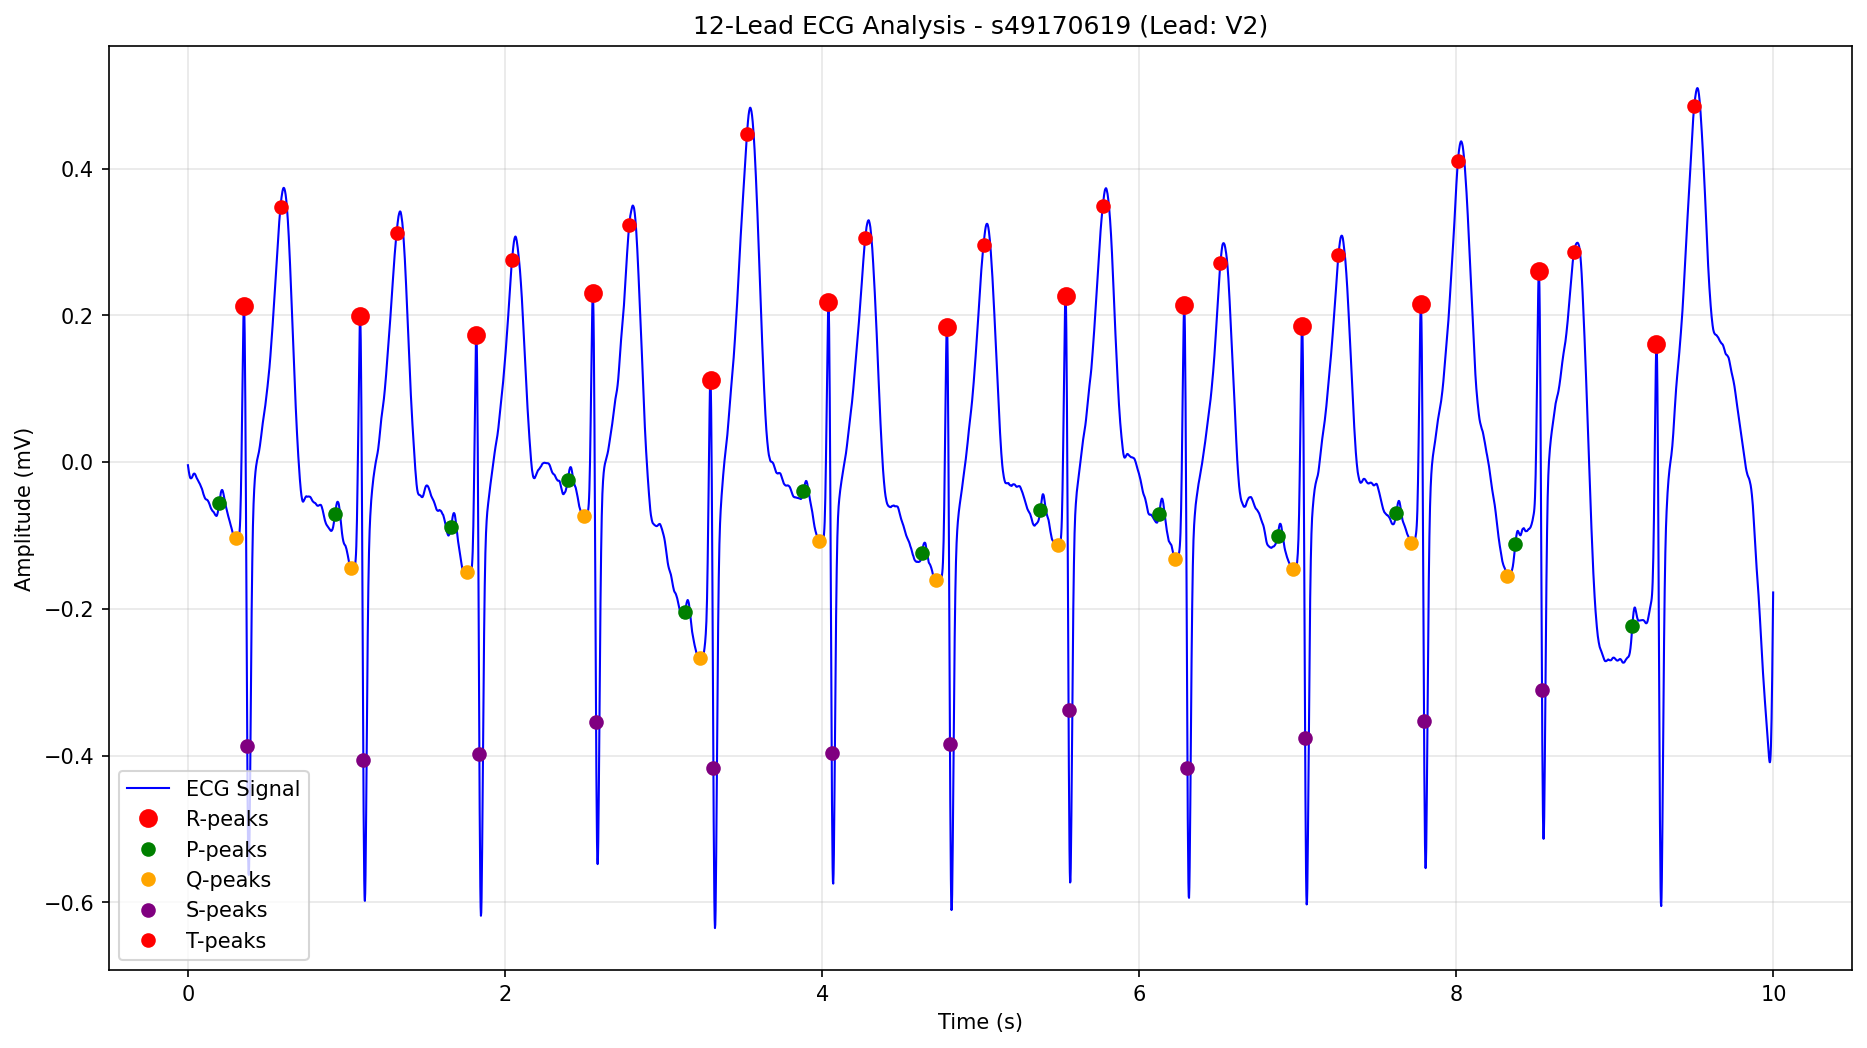 12-Lead ECG Analysis - s49170619 (Lead: V2)
Amplitude (mV)
0.4
0.2
0.0
−0.2
−0.4
−0.6
ECG Signal
R-peaks
P-peaks
Q-peaks
S-peaks
T-peaks
0 2 4 6 8 10
Time (s)